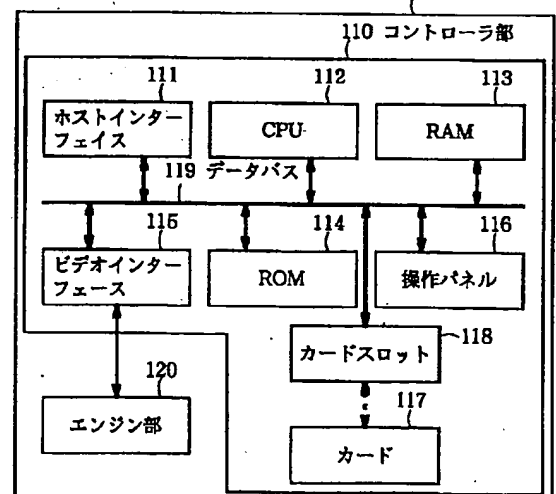 110 コントローラ部
111
112
113
ホストインター
フェイス
CPU
RAM
119 データバス
115
114
116
ビデオインター
フェース
ROM
操作パネル
カードスロット
118
120
117
エンジン部
カード